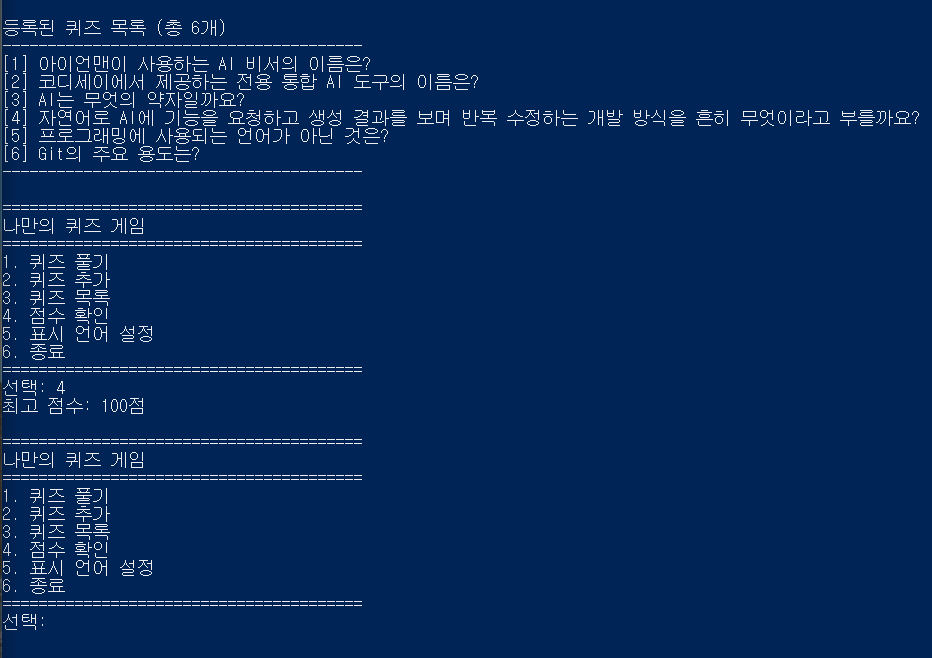 등록된 퀴즈 목록 (총 6개)
----------------------------------------
[1] 아이언맨이 사용하는 AI 비서의 이름은?
[2] 코디세이에서 제공하는 전용 통합 AI 도구의 이름은?
[3] AI는 무엇의 약자일까요?
[4] 자연어로 AI에 기능을 요청하고 생성 결과를 보며 반복 수정하는 개발 방식을 흔히 무엇이라고 부를까요?
[5] 프로그래밍에 사용되는 언어가 아닌 것은?
[6] Git의 주요 용도는?
----------------------------------------
========================================
나만의 퀴즈 게임
========================================
1. 퀴즈 풀기
2. 퀴즈 추가
3. 퀴즈 목록
4. 점수 확인
5. 표시 언어 설정
6. 종료
========================================
선택: 4
최고 점수: 100점
========================================
나만의 퀴즈 게임
========================================
1. 퀴즈 풀기
2. 퀴즈 추가
3. 퀴즈 목록
4. 점수 확인
5. 표시 언어 설정
6. 종료
========================================
선택: